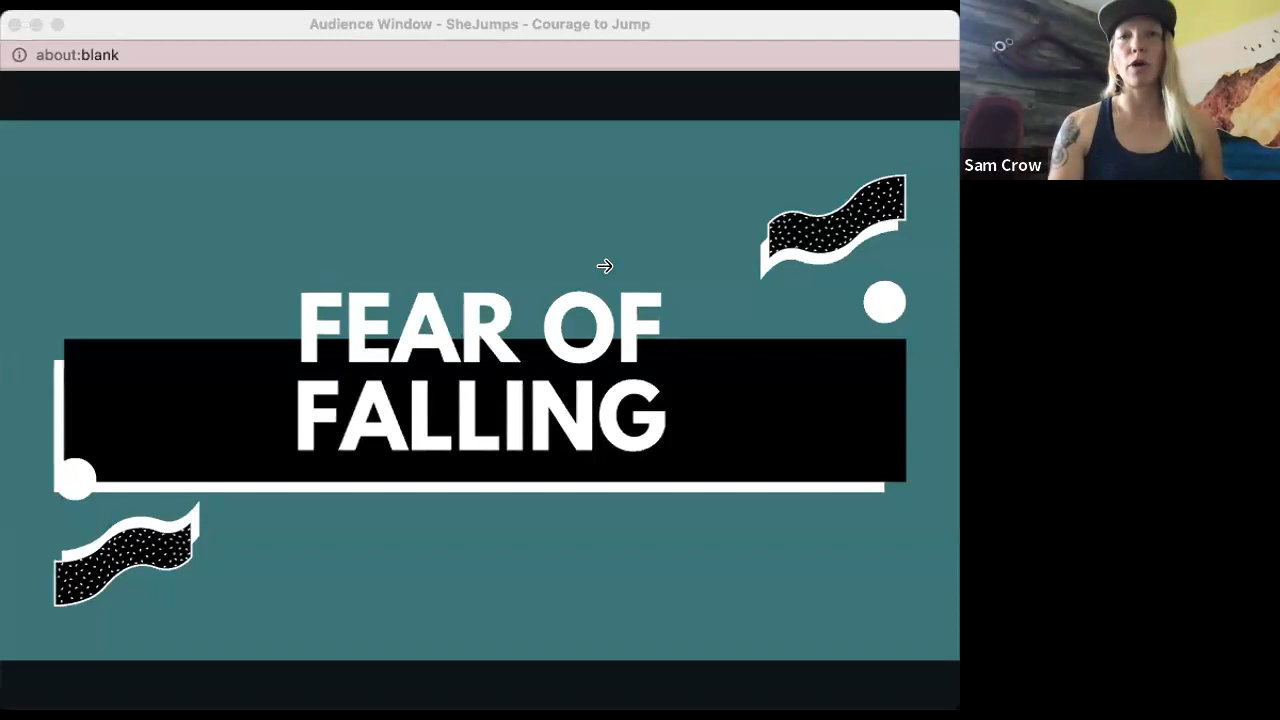 Audience Window - SheJumps - Courage to Jump
about:blank
FEAR OF
FALLING
Sam Crow